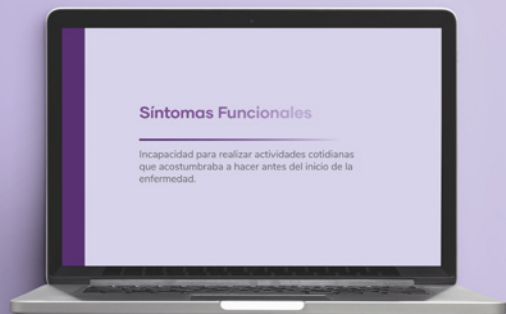 Síntomas Funcionales
Incapacidad para realizar actividades cotidianas
que acostumbraba a hacer antes del inicio de la
enfermedad.